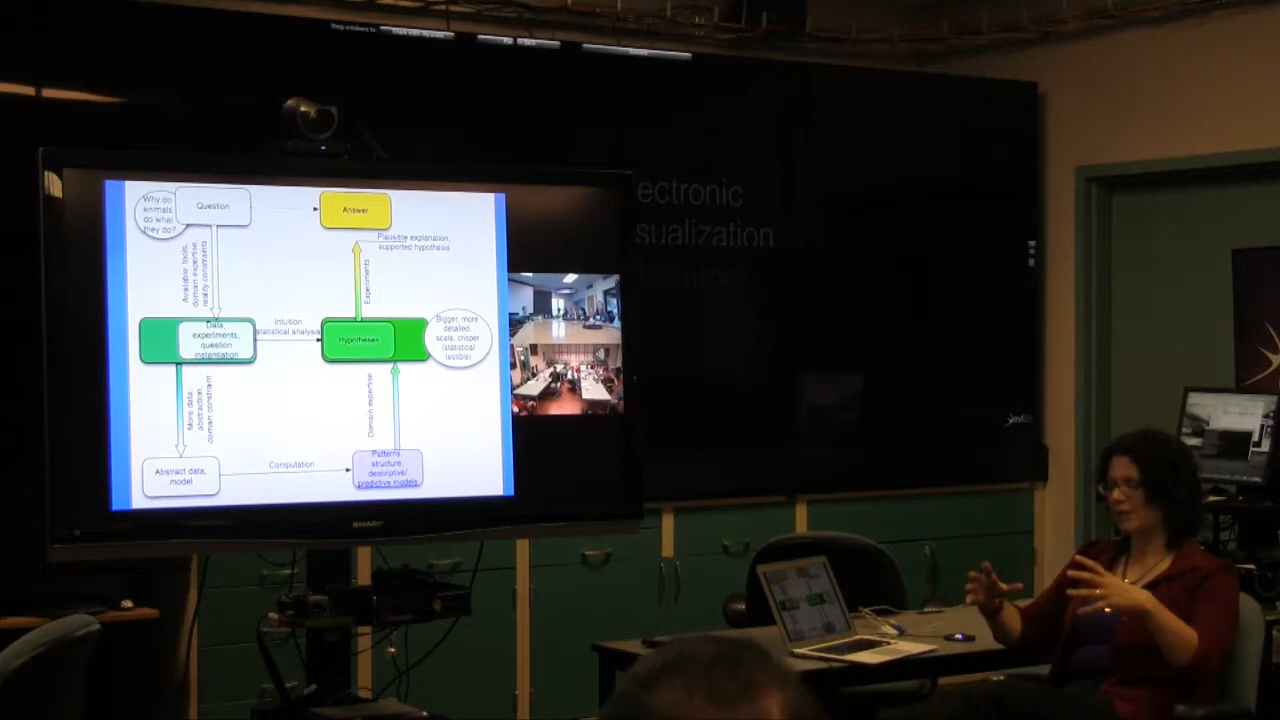 ectronic
sualization
Why do
animals
do what
they do?
Question
Answer
Plausible explanation,
supported hypothesis
Available tools,
domain expertise,
reality constraints
Experiments
Data,
experiments,
question
instantiation
Intuition
statistical analysis
Hypotheses
Bigger, more
detailed,
scale, crisper
(statistical
testible)
More data,
abstraction,
domain constraint
Domain expertise
Abstract data,
model
Computation
Patterns,
structure,
descriptive/
predictive models
SHARP